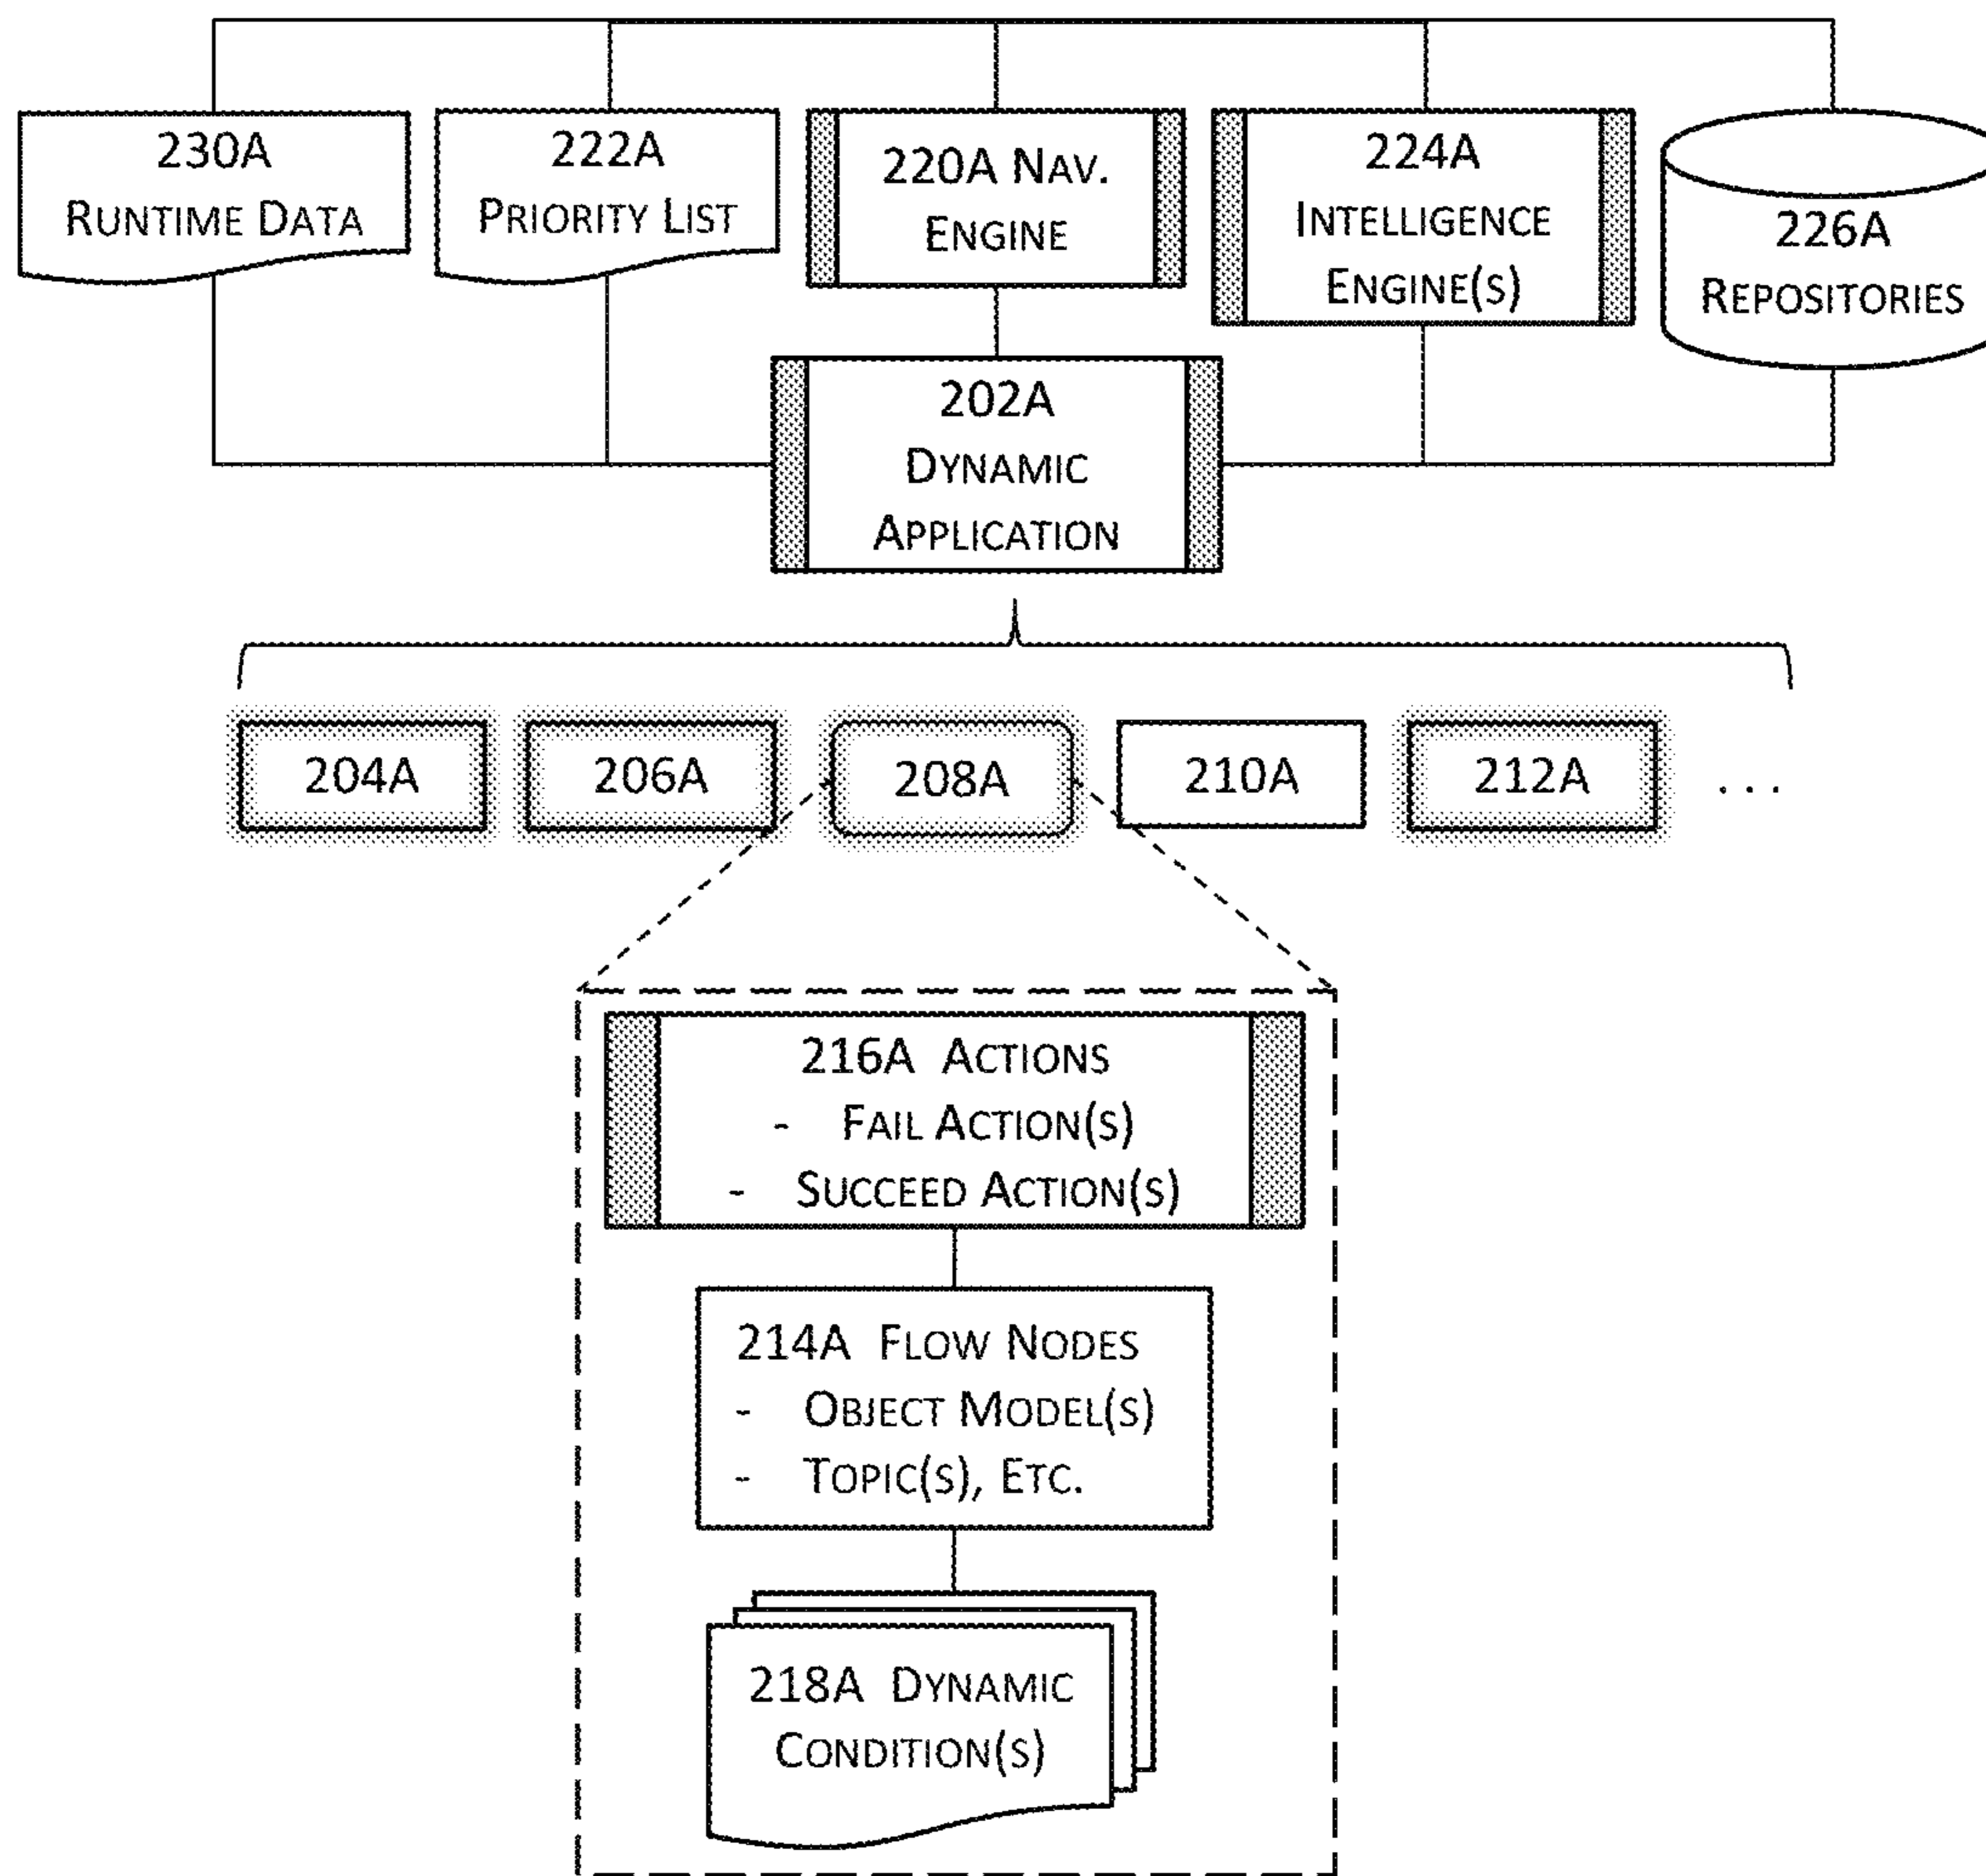 230A
RUNTIME DATA
222A
PRIORITY LIST
220A NAV.
ENGINE
224A
INTELLIGENCE
ENGINE(S)
226A
REPOSITORIES
202A
DYNAMIC
APPLICATION
204A
206A
208A
210A
212A
...
216A ACTIONS
- FAIL ACTION(S)
- SUCCEED ACTION(S)
214A FLOW NODES
- OBJECT MODEL(S)
- TOPIC(S), ETC.
218A DYNAMIC
CONDITION(S)